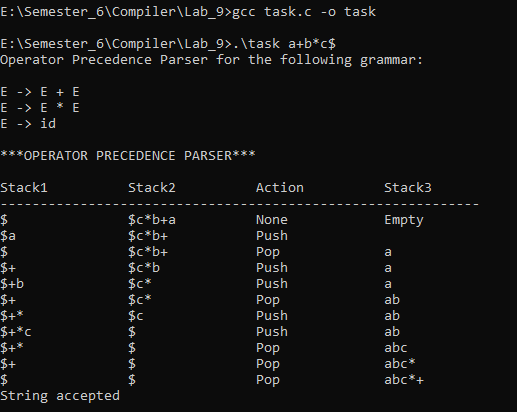 E:\Semester_6\Compiler\Lab_9>gcc task.c -o task
E:\Semester_6\Compiler\Lab_9>.\task a+b*c$
Operator Precedence Parser for the following grammar:
E -> E + E
E -> E * E
E -> id
***OPERATOR PRECEDENCE PARSER***
Stack1 Stack2 Action Stack3
------------------------------------------------------------
$ $c*b+a None Empty
$a $c*b+ Push
$ $c*b+ Pop a
$+ $c*b Push a
$+b $c* Push a
$+ $c* Pop ab
$+* $c Push ab
$+*c $ Push ab
$+* $ Pop abc
$+ $ Pop abc*
$ $ Pop abc*+
String accepted